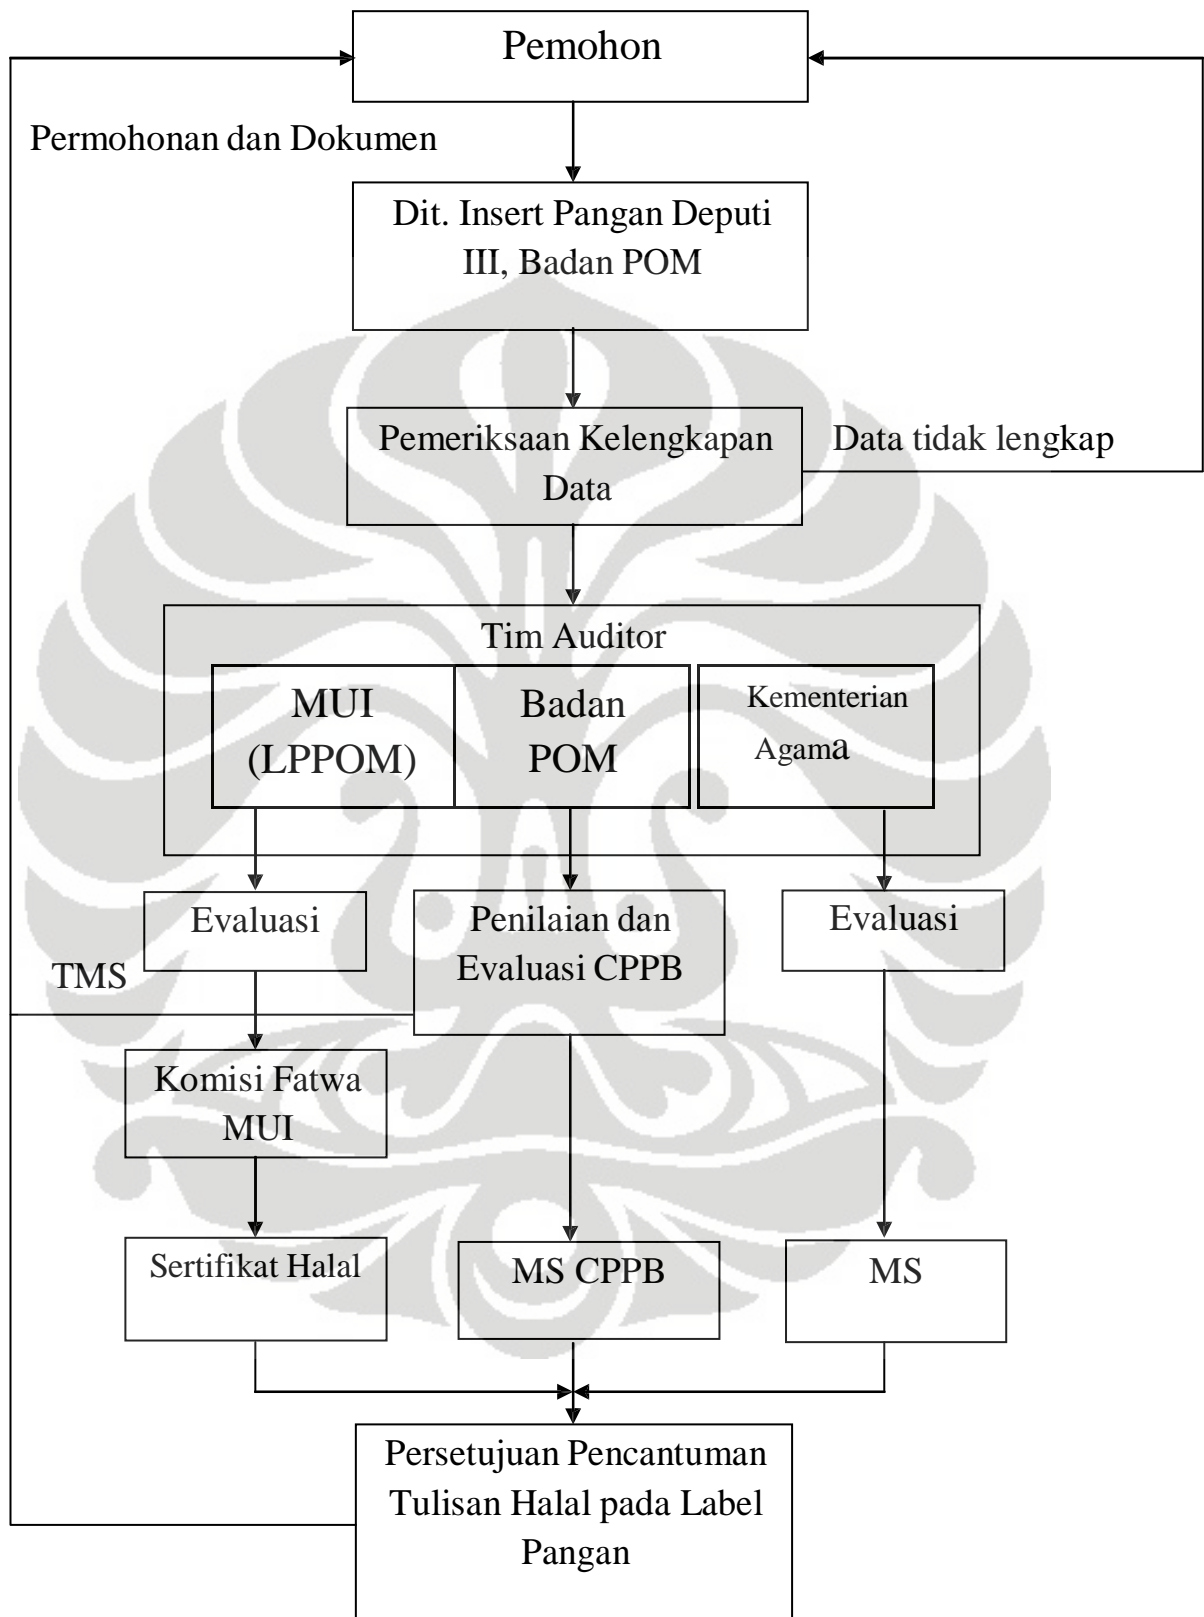 Pemohon
Permohonan dan Dokumen
Dit. Insert Pangan Deputi
III, Badan POM
Pemeriksaan Kelengkapan
Data
Data tidak lengkap
Tim Auditor
MUI
(LPPOM)
Badan
POM
Kementerian
Agama
Evaluasi
Penilaian dan
Evaluasi CPPB
Evaluasi
TMS
Komisi Fatwa
MUI
Sertifikat Halal
MS CPPB
MS
Persetujuan Pencantuman
Tulisan Halal pada Label
Pangan